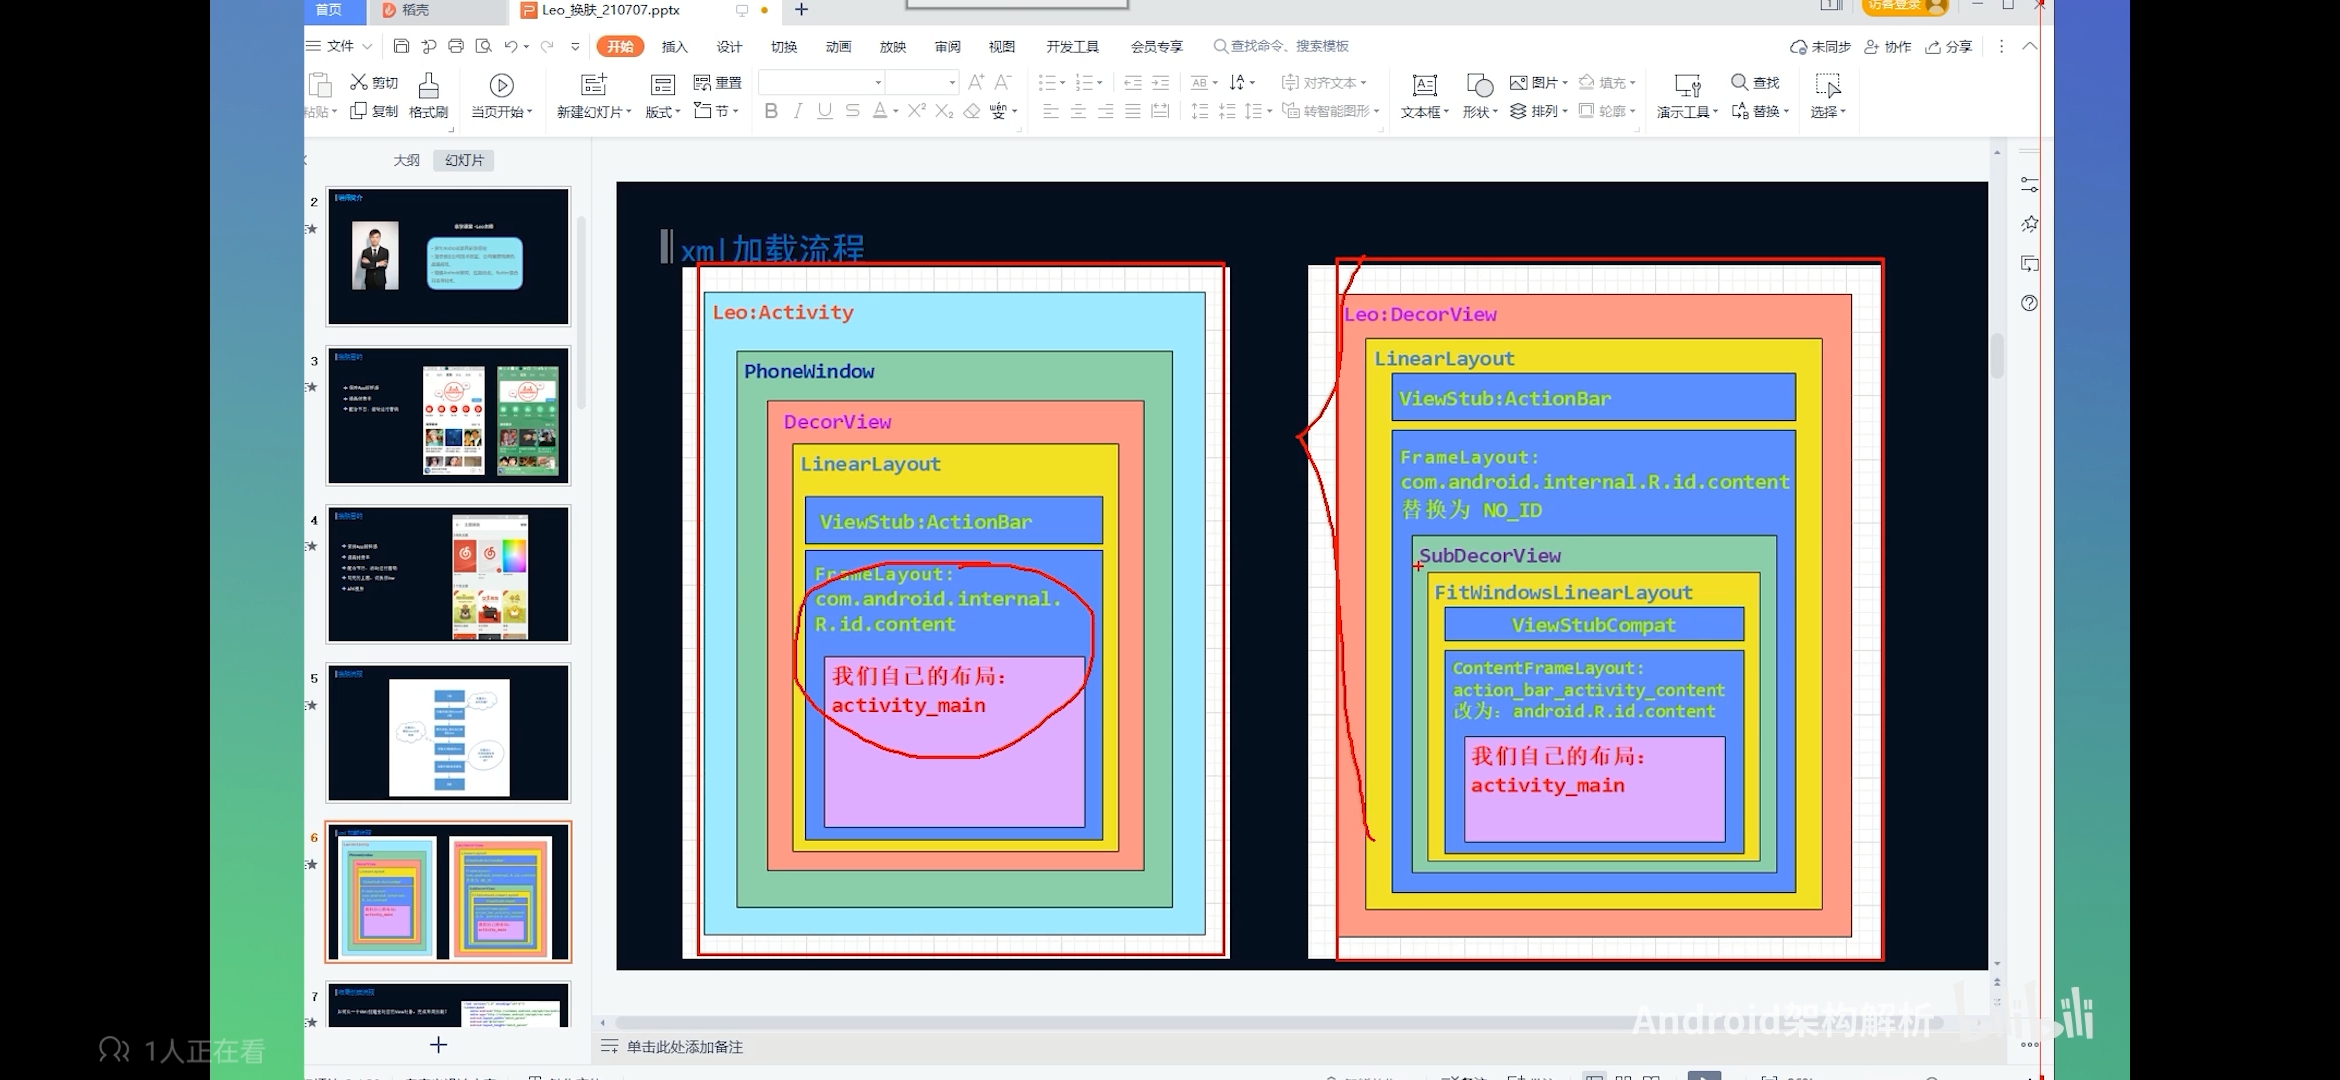 首页
稻壳
Leo_换肤_210707.pptx
访客登录
文件
开始
插入
设计
切换
动画
放映
审阅
视图
开发工具
会员专享
查找命令、搜索模板
未同步
协作
分享
粘贴
剪切
复制
格式刷
当页开始
新建幻灯片
版式
重置
节
对齐文本
转智能图形
文本框
形状
图片
排列
填充
轮廓
演示工具
查找
替换
选择
大纲
幻灯片
2
3
4
5
6
7
xml加载流程
Leo:Activity
PhoneWindow
DecorView
LinearLayout
ViewStub:ActionBar
FrameLayout:
com.android.internal.
R.id.content
我们自己的布局:
activity_main
Leo:DecorView
LinearLayout
ViewStub:ActionBar
FrameLayout:
com.android.internal.R.id.content
替换为 NO_ID
SubDecorView
FitWindowsLinearLayout
ViewStubCompat
ContentFrameLayout:
action_bar_activity_content
改为: android.R.id.content
我们自己的布局:
activity_main
单击此处添加备注
Android架构解析
bilibili
1人正在看